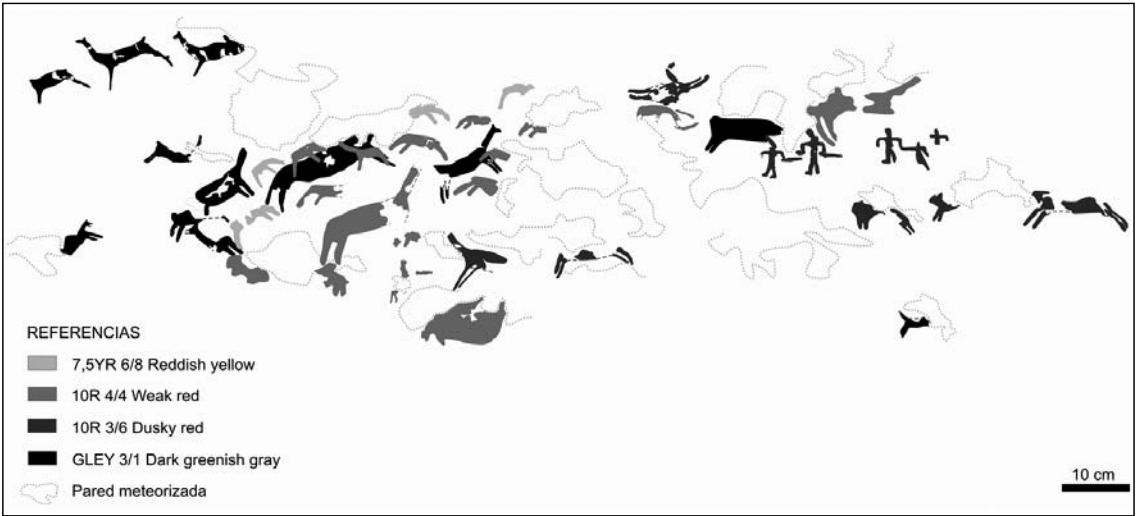 REFERENCIAS
7,5YR 6/8 Reddish yellow
10R 4/4 Weak red
10R 3/6 Dusky red
GLEY 3/1 Dark greenish gray
Pared meteorizada
10 cm